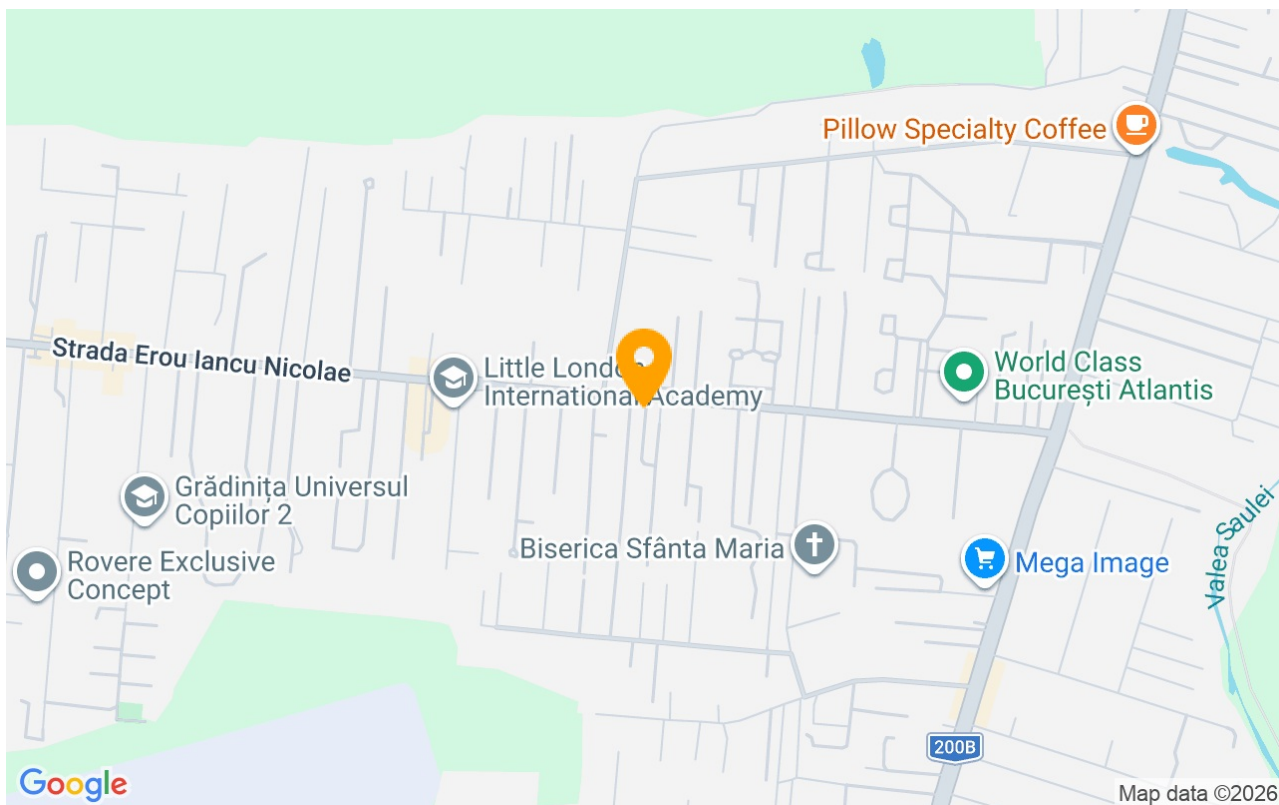 Pillow Specialty Coffee
Strada Erou Iancu Nicolae
Little London
International Academy
World Class
București Atlantis
Grădinița Universul
Copiilor 2
Biserica Sfânta Maria
Mega Image
Rovere Exclusive
Concept
Valea Saulei
200B
Google
Map data ©2026